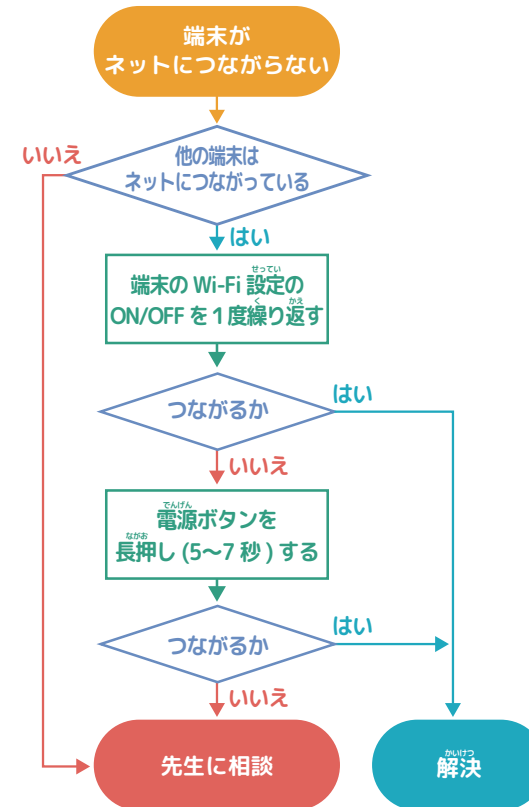 端末が
ネットにつながらない
いいえ
他の端末は
ネットにつながっている
はい
せってい
端末の Wi-Fi 設定の
く かえ
ON/OFF を1度繰り返す
つながるか
はい
いいえ
でんげん
電源ボタンを
ながお
長押し (5〜7 秒 ) する
つながるか
はい
いいえ
先生に相談
かいけつ
解決